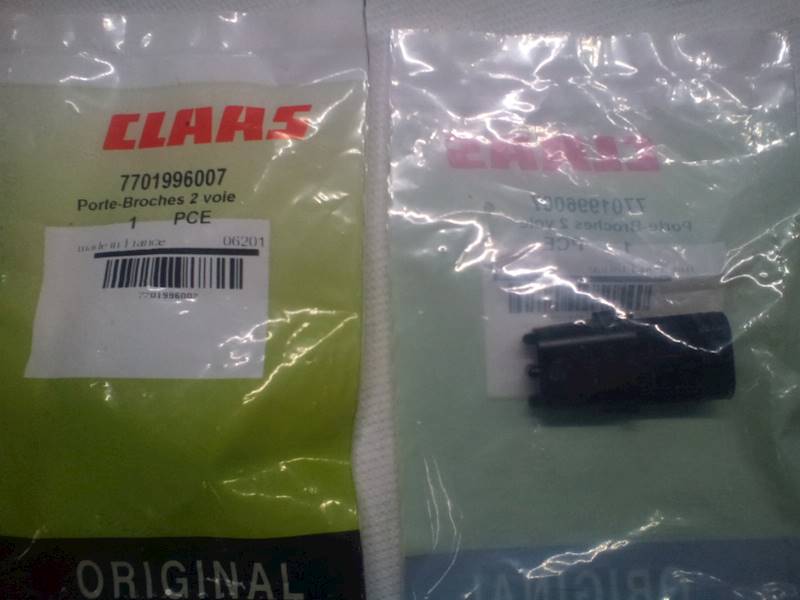 CLAAS
7701996007
Porte-Broches 2 voie
1 PCE
made in France 06201
7701996007
ORIGINAL
CLAAS
7701996007
Porte-Broches 2 voie
1 PCE
ORIGINAL